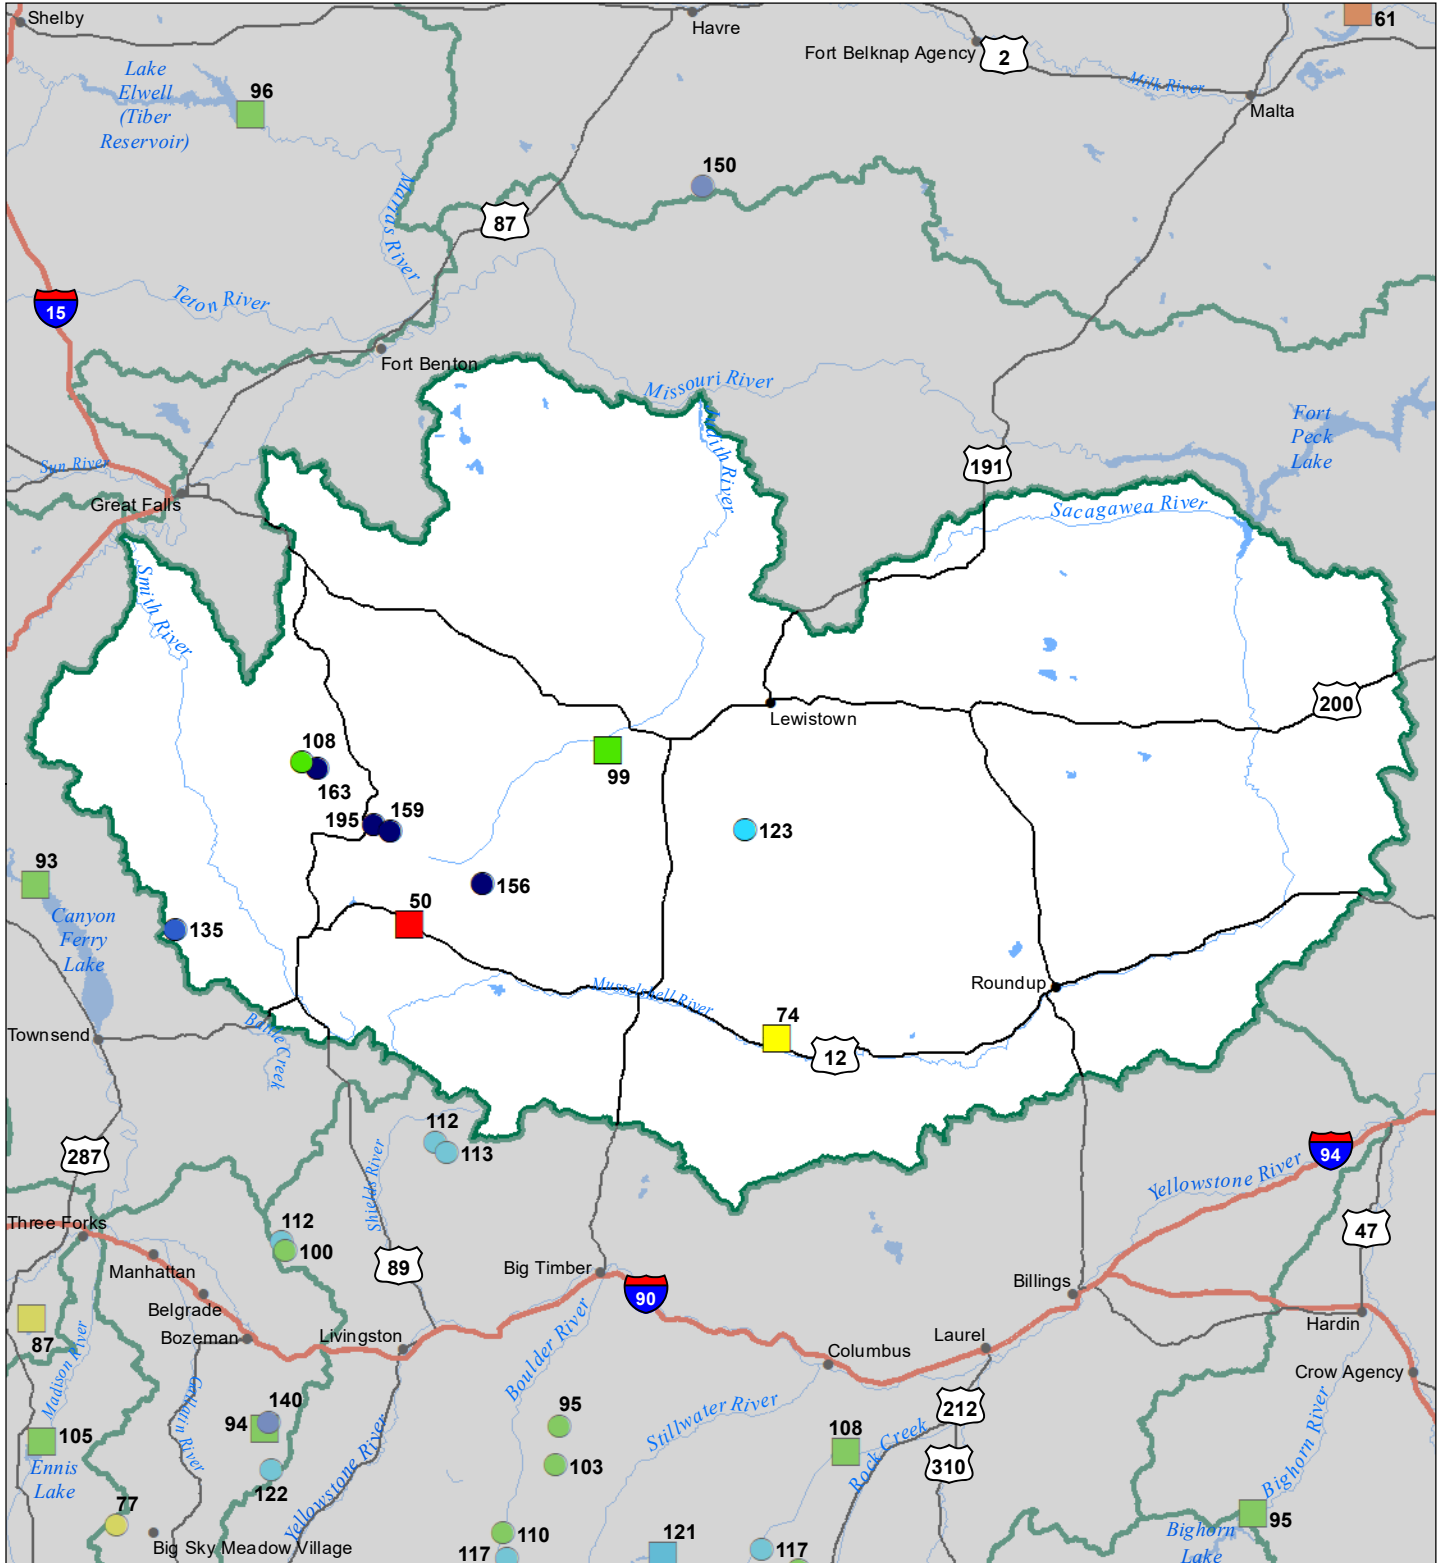 Shelby
Havre
61
Fort Belknap Agency
2
Lake
Elwell
(Tiber
Reservoir)
96
Milk River
Malta
150
Marias River
87
15
Teton River
Fort Benton
Missouri River
Judith River
Fort
Peck
Lake
Sun River
191
Great Falls
Sacagawea River
Smith River
200
Lewistown
108
163
99
195
159
123
93
156
50
135
Canyon
Ferry
Lake
Roundup
Musselshell River
74
12
Townsend
Battle Creek
112
113
287
94
Yellowstone River
Shields River
Three Forks
112
100
47
89
Manhattan
Big Timber
90
Billings
Belgrade
Bozeman
Livingston
Hardin
87
Madison River
Boulder River
Laurel
Columbus
Crow Agency
Gallatin River
140
94
95
Stillwater River
212
105
108
Rock Creek
310
Ennis
Lake
103
122
Yellowstone River
Bighorn River
77
110
95
Big Sky Meadow Village
117
121
117
Bighorn
Lake